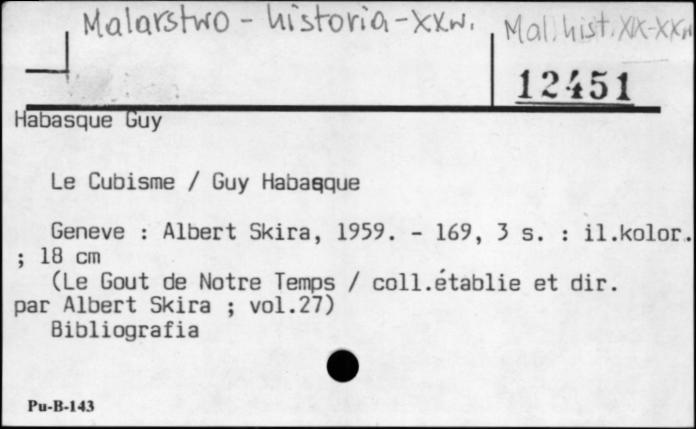 Malarstwo - historia - XX w.
Mal. hist. XIX-XX w
12451
Habasque Guy
Le Cubisme / Guy Habasque
Geneve : Albert Skira, 1959. - 169, 3 s. : il.kolor.
; 18 cm
(Le Gout de Notre Temps / coll.établie et dir.
par Albert Skira ; vol.27)
Bibliografia
Pu-B-143